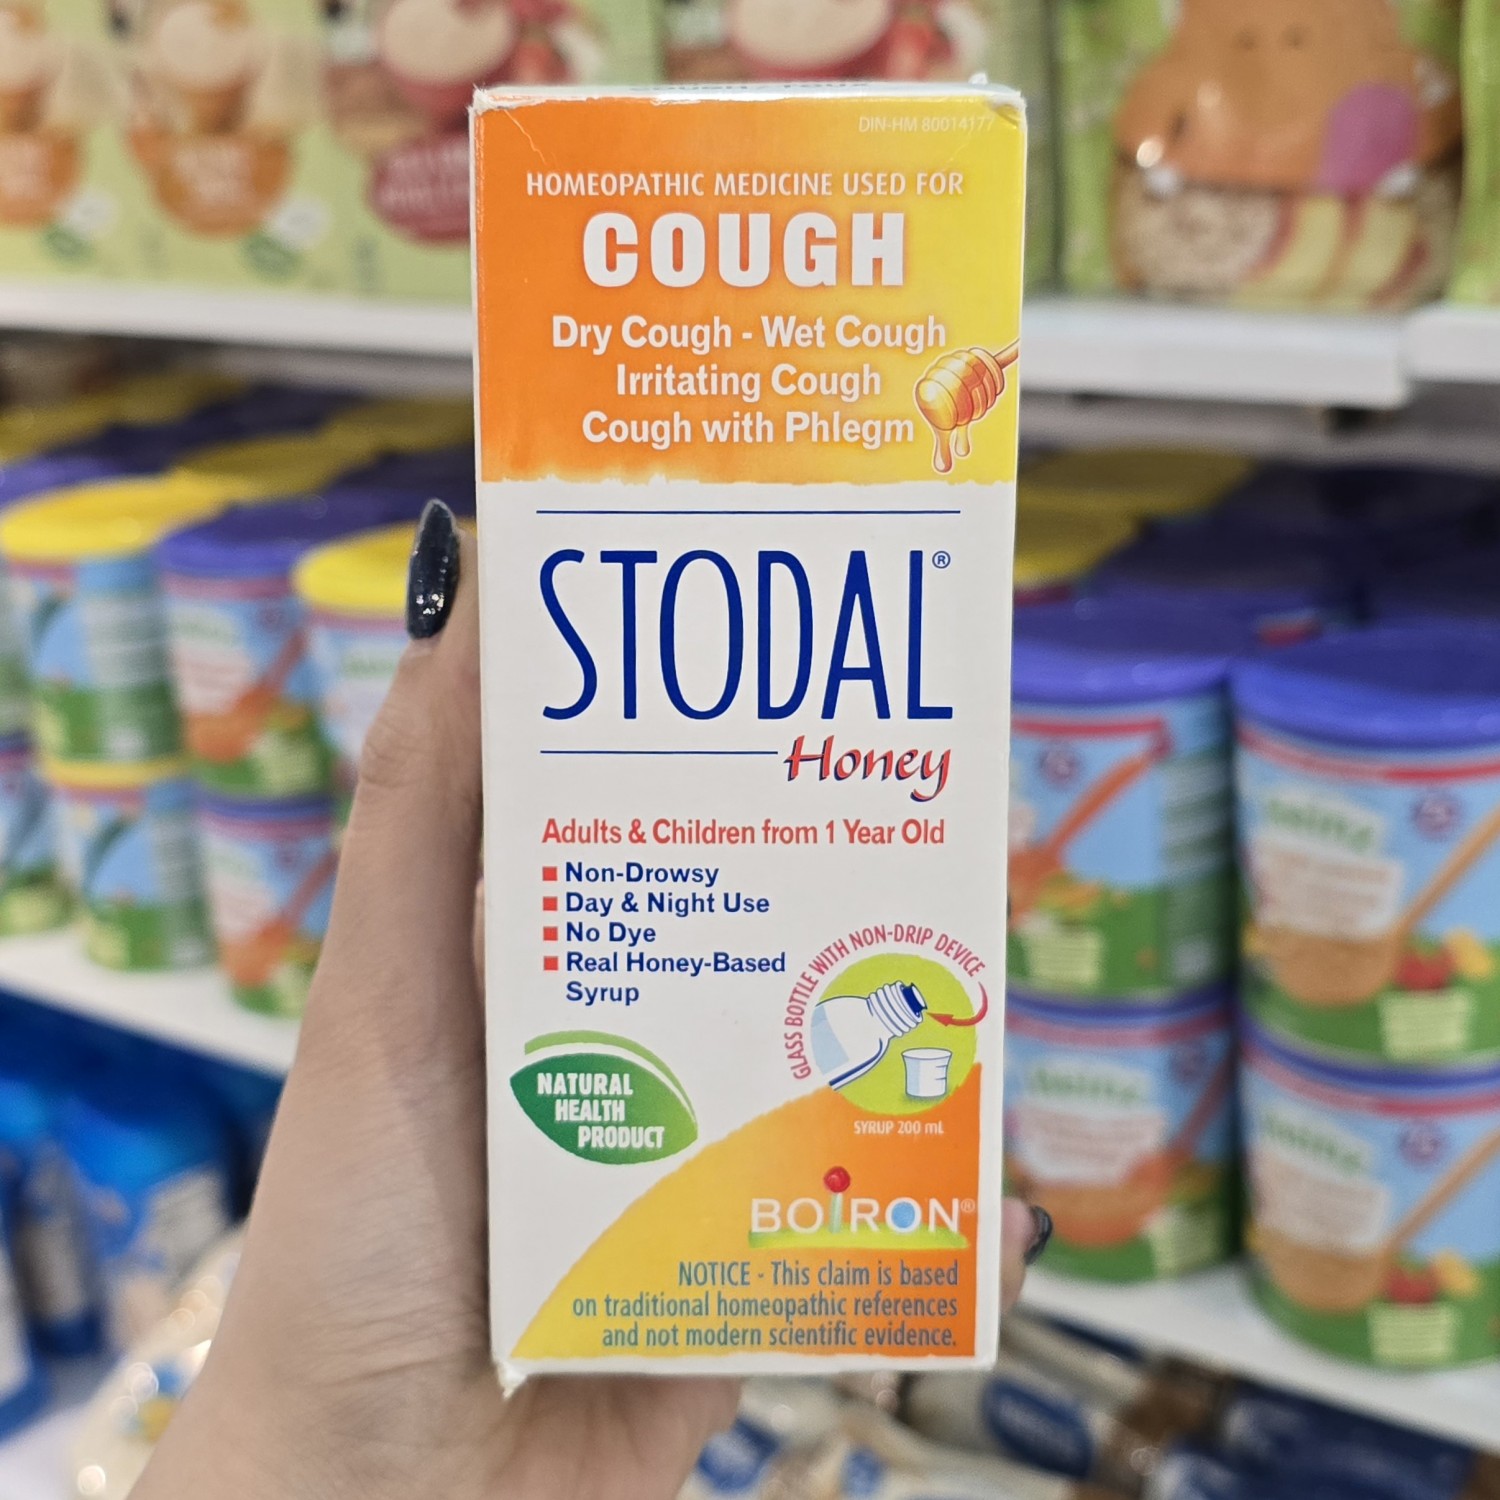 DIN-HM 80014177
HOMEOPATHIC MEDICINE USED FOR
COUGH
Dry Cough - Wet Cough
Irritating Cough
Cough with Phlegm
STODAL®
Honey
Adults & Children from 1 Year Old
Non-Drowsy
Day & Night Use
No Dye
Real Honey-Based
Syrup
GLASS BOTTLE WITH NON-DRIP DEVICE
NATURAL
HEALTH
PRODUCT
SYRUP 200 mL
BOIRON®
NOTICE - This claim is based
on traditional homeopathic references
and not modern scientific evidence.